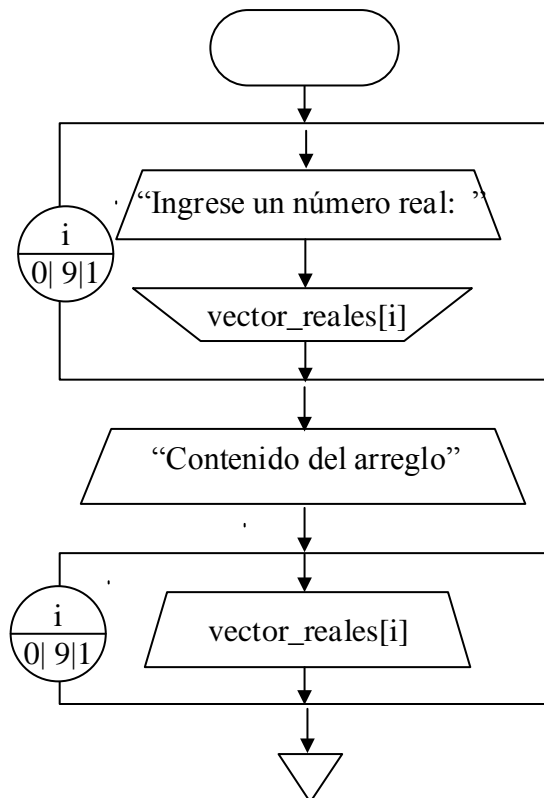 “Ingrese un número real:  ”
i
0| 9|1
vector_reales[i]
“Contenido del arreglo”
i
0| 9|1
vector_reales[i]